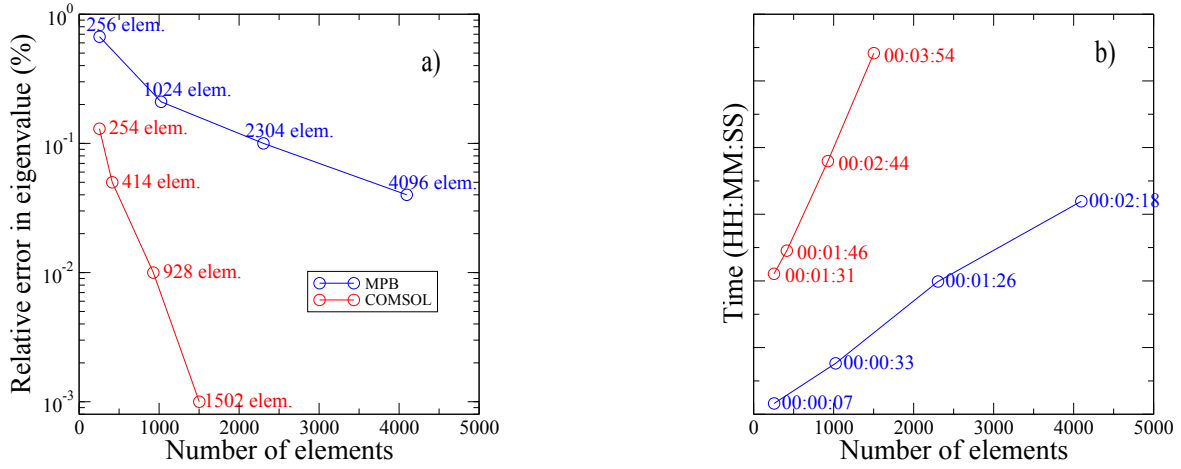 a)
Relative error in eigenvalue (%)
10^0
10^-1
10^-2
10^-3
256 elem.
1024 elem.
2304 elem.
4096 elem.
254 elem.
414 elem.
928 elem.
1502 elem.
MPB
COMSOL
0 1000 2000 3000 4000 5000
Number of elements
b)
Time (HH:MM:SS)
00:03:54
00:02:44
00:01:46
00:01:31
00:02:18
00:01:26
00:00:33
00:00:07
0 1000 2000 3000 4000 5000
Number of elements